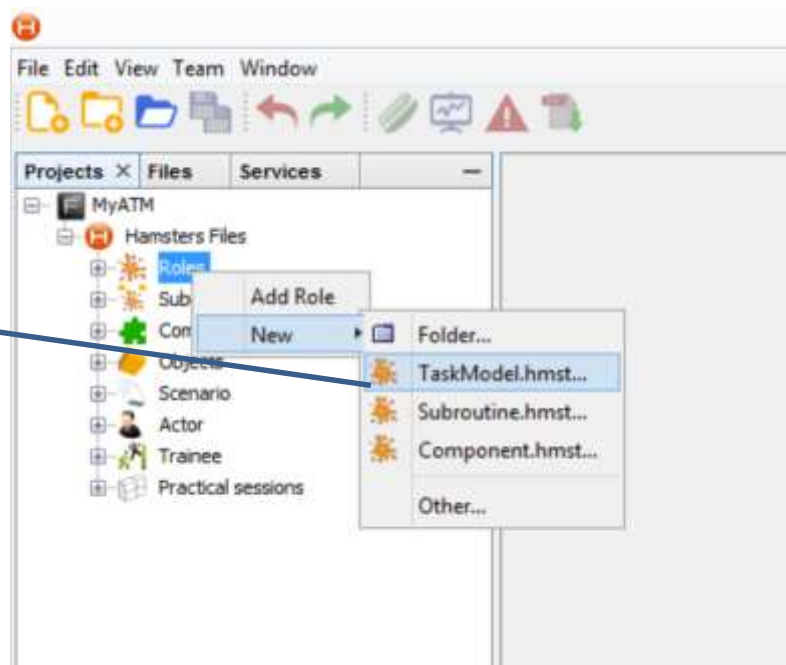 File Edit View Team Window
Projects × Files Services
MyATM
Hamsters Files
Roles
Sub
Add Role
Com
New
Folder...
Objects
TaskModel.hmst...
Scenario
Subroutine.hmst...
Actor
Component.hmst...
Trainee
Practical sessions
Other...